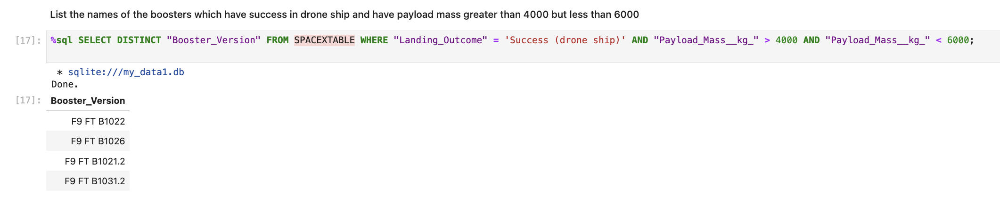 List the names of the boosters which have success in drone ship and have payload mass greater than 4000 but less than 6000
[17]: %sql SELECT DISTINCT "Booster_Version" FROM SPACEXTABLE WHERE "Landing_Outcome" = 'Success (drone ship)' AND "Payload_Mass__kg_" > 4000 AND "Payload_Mass__kg_" < 6000;
* sqlite:///my_data1.db
Done.
[17]: Booster_Version
F9 FT B1022
F9 FT B1026
F9 FT B1021.2
F9 FT B1031.2